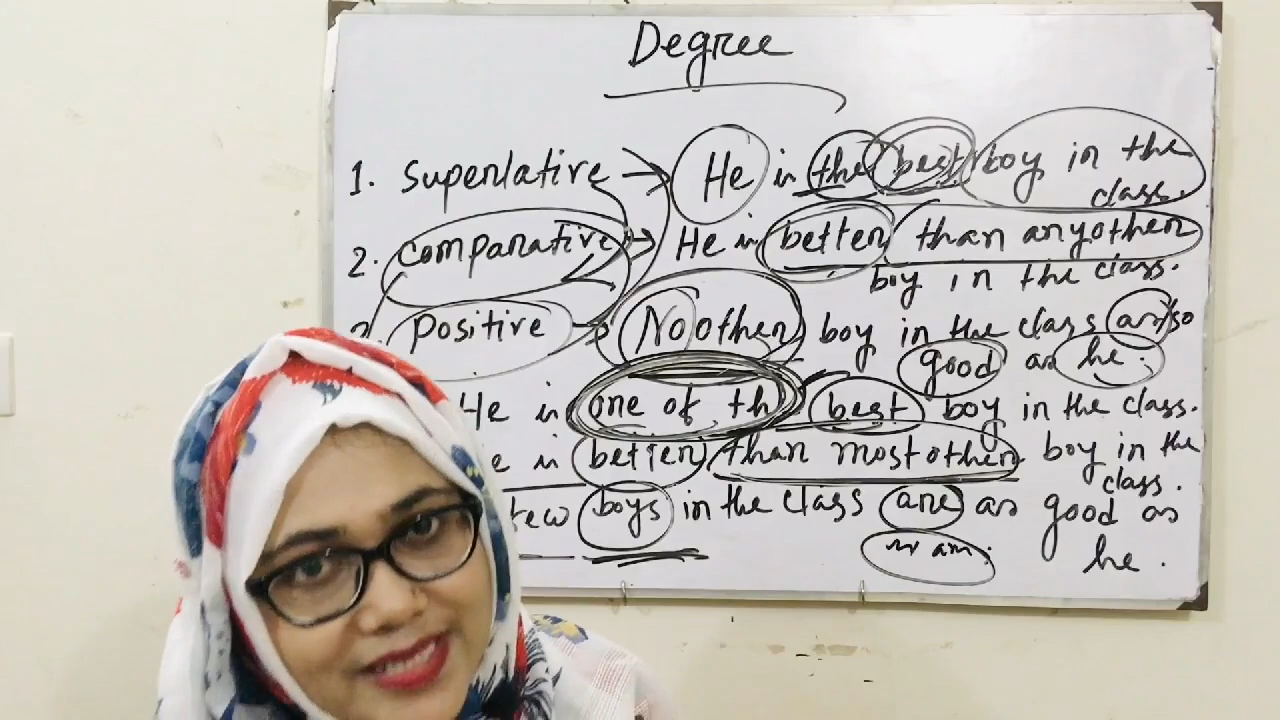 Degree
1. Superlative → He is the best boy in the class.
2. comparative → He is better than any other boy in the class.
positive → No other boy in the class as/so good as he.
He is one of th best boy in the class.
e is better than most other boy in the class.
few boys in the class are as good as he.